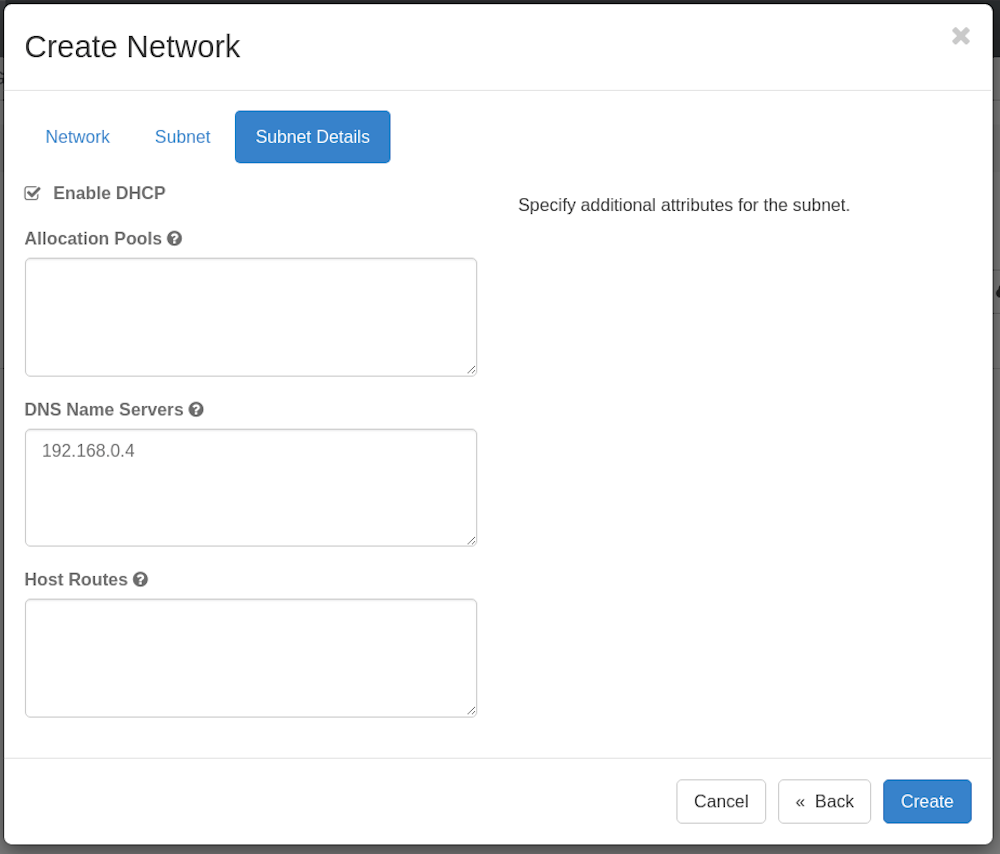 Create Network
Network Subnet Subnet Details
Enable DHCP
Specify additional attributes for the subnet.
Allocation Pools
DNS Name Servers
192.168.0.4
Host Routes
Cancel « Back Create